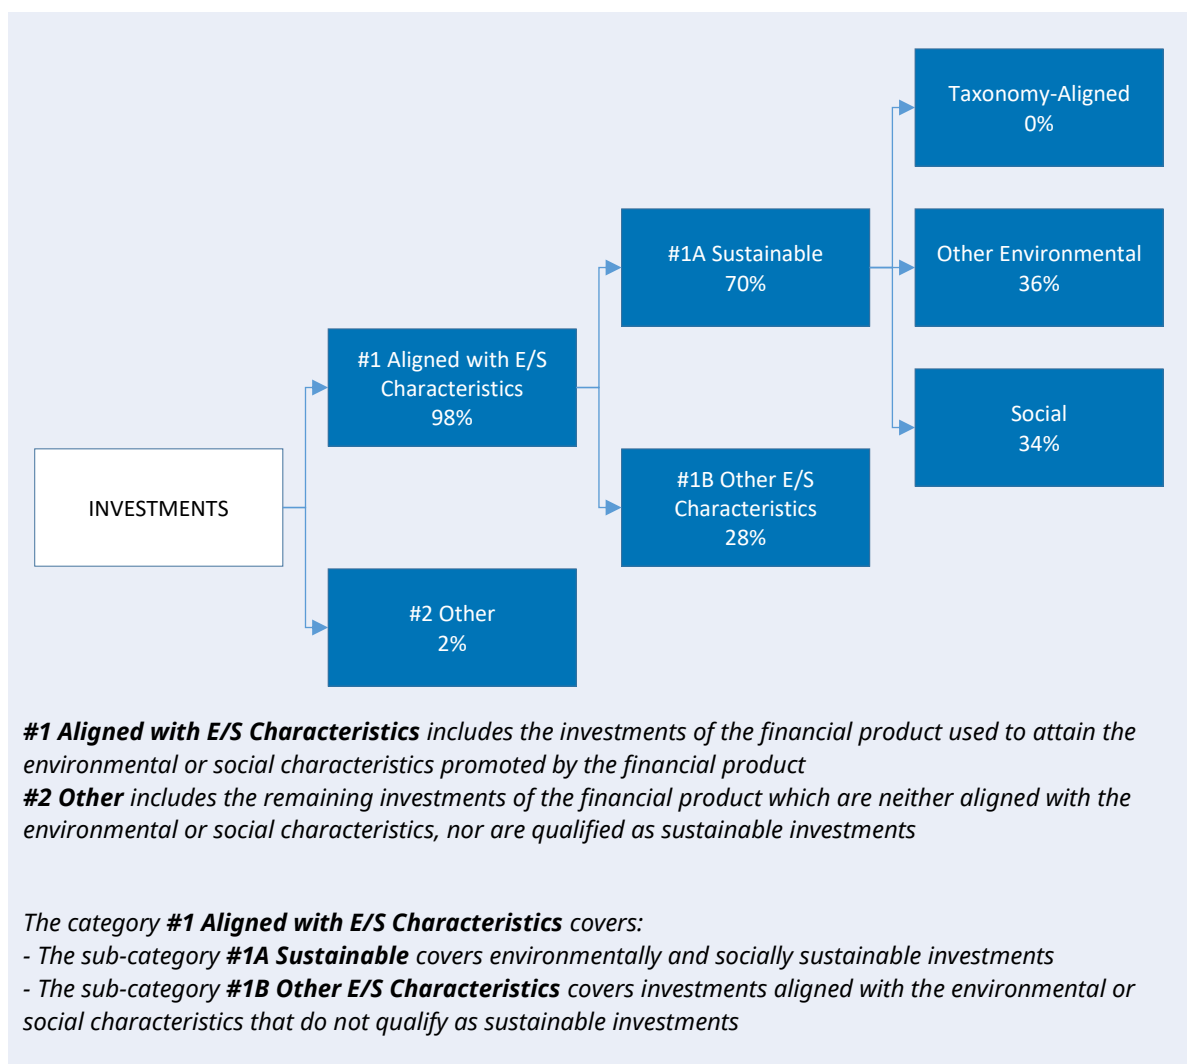 Taxonomy-Aligned
0%
#1A Sustainable
70%
Other Environmental
36%
#1 Aligned with E/S
Characteristics
98%
Social
34%
INVESTMENTS
#1B Other E/S
Characteristics
28%
#2 Other
2%
#1 Aligned with E/S Characteristics includes the investments of the financial product used to attain the
environmental or social characteristics promoted by the financial product
#2 Other includes the remaining investments of the financial product which are neither aligned with the
environmental or social characteristics, nor are qualified as sustainable investments
The category #1 Aligned with E/S Characteristics covers:
- The sub-category #1A Sustainable covers environmentally and socially sustainable investments
- The sub-category #1B Other E/S Characteristics covers investments aligned with the environmental or
social characteristics that do not qualify as sustainable investments